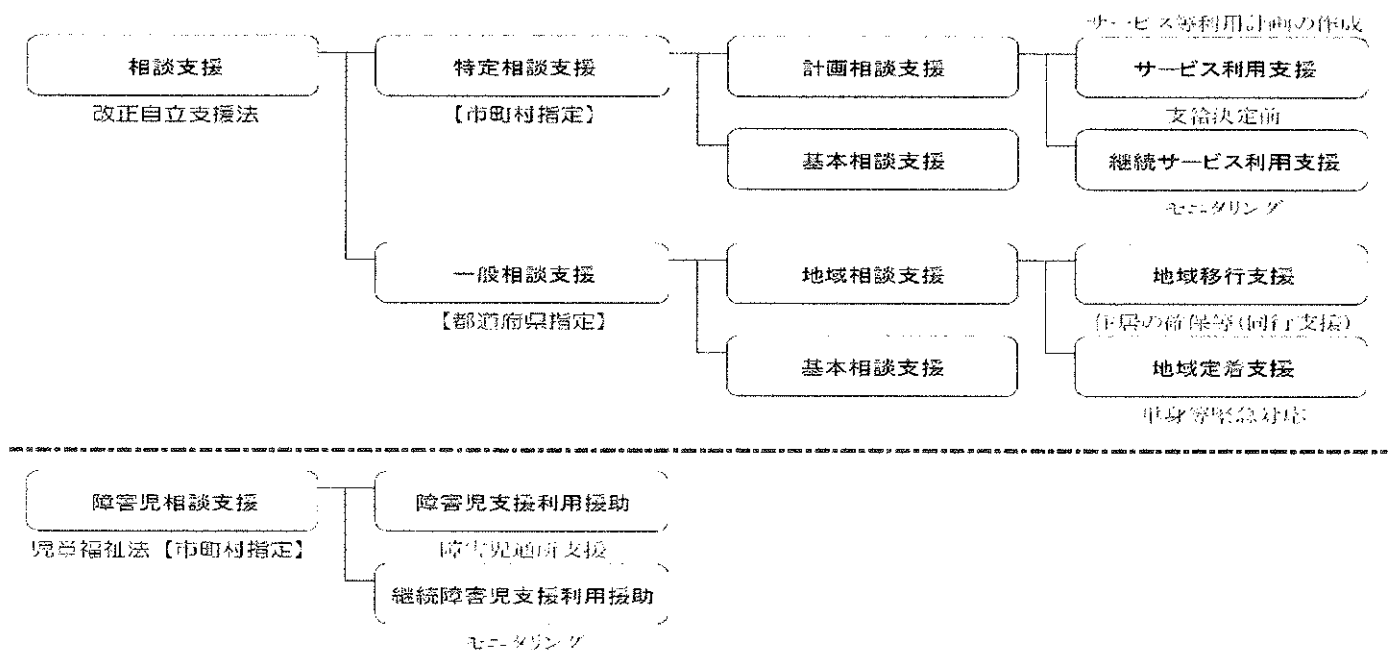 サービス等利用計画の作成
相談支援
特定相談支援
計画相談支援
サービス利用支援
改正自立支援法
【市町村指定】
支給決定前
基本相談支援
継続サービス利用支援
モニタリング
一般相談支援
地域相談支援
地域移行支援
【都道府県指定】
住居の確保等(同行支援)
基本相談支援
地域定着支援
単身等緊急対応
障害児相談支援
障害児支援利用援助
児童福祉法【市町村指定】
障害児通所支援
継続障害児支援利用援助
モニタリング